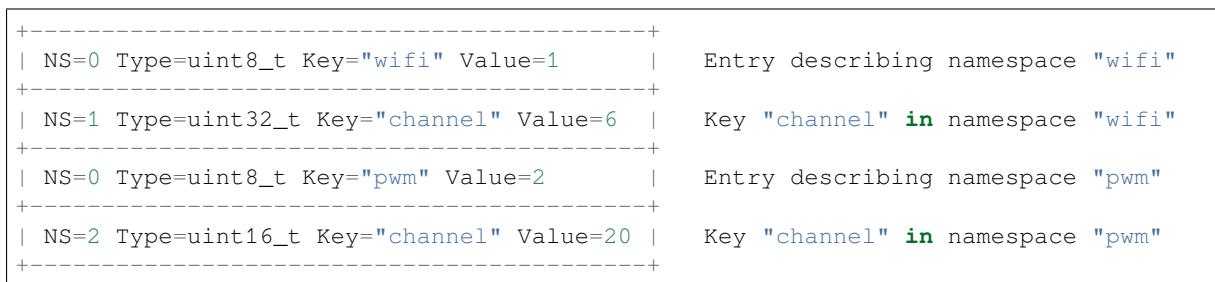 +-------------------------------------------+
| NS=0 Type=uint8_t Key="wifi" Value=1      |   Entry describing namespace "wifi"
+-------------------------------------------+
| NS=1 Type=uint32_t Key="channel" Value=6  |   Key "channel" in namespace "wifi"
+-------------------------------------------+
| NS=0 Type=uint8_t Key="pwm" Value=2       |   Entry describing namespace "pwm"
+-------------------------------------------+
| NS=2 Type=uint16_t Key="channel" Value=20 |   Key "channel" in namespace "pwm"
+-------------------------------------------+